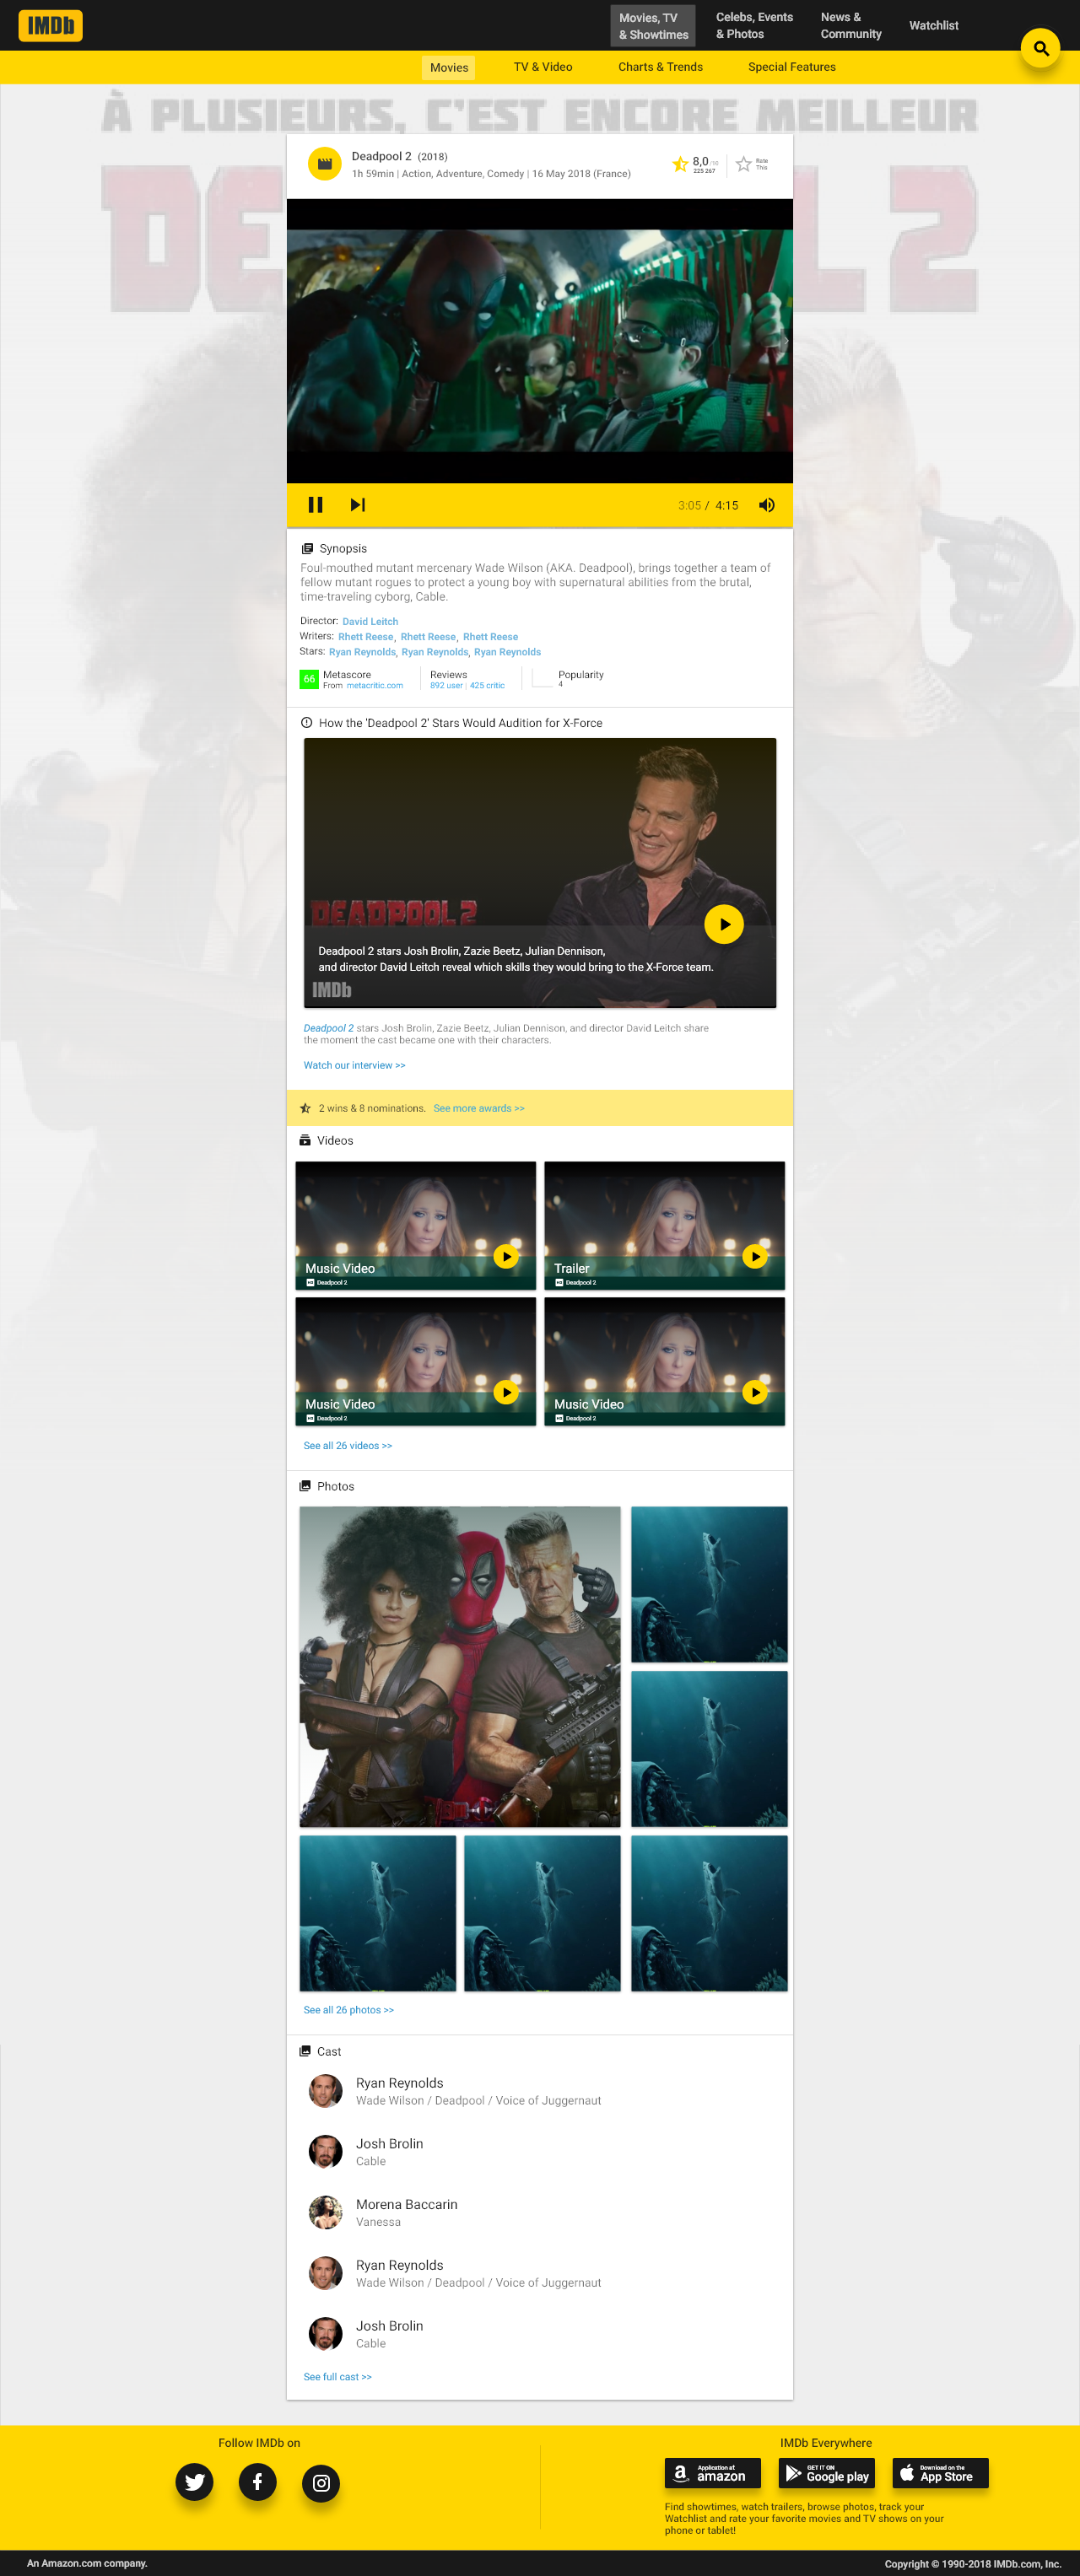 IMDb
Movies, TV
& Showtimes
Celebs, Events
& Photos
News &
Community
Watchlist
Movies
TV & Video
Charts & Trends
Special Features
À PLUSIEURS, C'EST ENCORE MEILLEUR
Deadpool 2 (2018)
1h 59min | Action, Adventure, Comedy | 16 May 2018 (France)
8,0 /10
225 267
Rate
This
3:05 / 4:15
Synopsis
Foul-mouthed mutant mercenary Wade Wilson (AKA. Deadpool), brings together a team of
fellow mutant rogues to protect a young boy with supernatural abilities from the brutal,
time-traveling cyborg, Cable.
Director: David Leitch
Writers: Rhett Reese, Rhett Reese, Rhett Reese
Stars: Ryan Reynolds, Ryan Reynolds, Ryan Reynolds
66
Metascore
From metacritic.com
Reviews
892 user | 425 critic
Popularity
4
How the 'Deadpool 2' Stars Would Audition for X-Force
DEADPOOL 2
Deadpool 2 stars Josh Brolin, Zazie Beetz, Julian Dennison,
and director David Leitch reveal which skills they would bring to the X-Force team.
IMDb
Deadpool 2 stars Josh Brolin, Zazie Beetz, Julian Dennison, and director David Leitch share
the moment the cast became one with their characters.
Watch our interview >>
2 wins & 8 nominations. See more awards >>
Videos
Music Video
Deadpool 2
Trailer
Deadpool 2
Music Video
Deadpool 2
Music Video
Deadpool 2
See all 26 videos >>
Photos
See all 26 photos >>
Cast
Ryan Reynolds
Wade Wilson / Deadpool / Voice of Juggernaut
Josh Brolin
Cable
Morena Baccarin
Vanessa
Ryan Reynolds
Wade Wilson / Deadpool / Voice of Juggernaut
Josh Brolin
Cable
See full cast >>
Follow IMDb on
IMDb Everywhere
Application at
amazon
GET IT ON
Google play
Download on the
App Store
Find showtimes, watch trailers, browse photos, track your
Watchlist and rate your favorite movies and TV shows on your
phone or tablet!
An Amazon.com company.
Copyright © 1990-2018 IMDb.com, Inc.